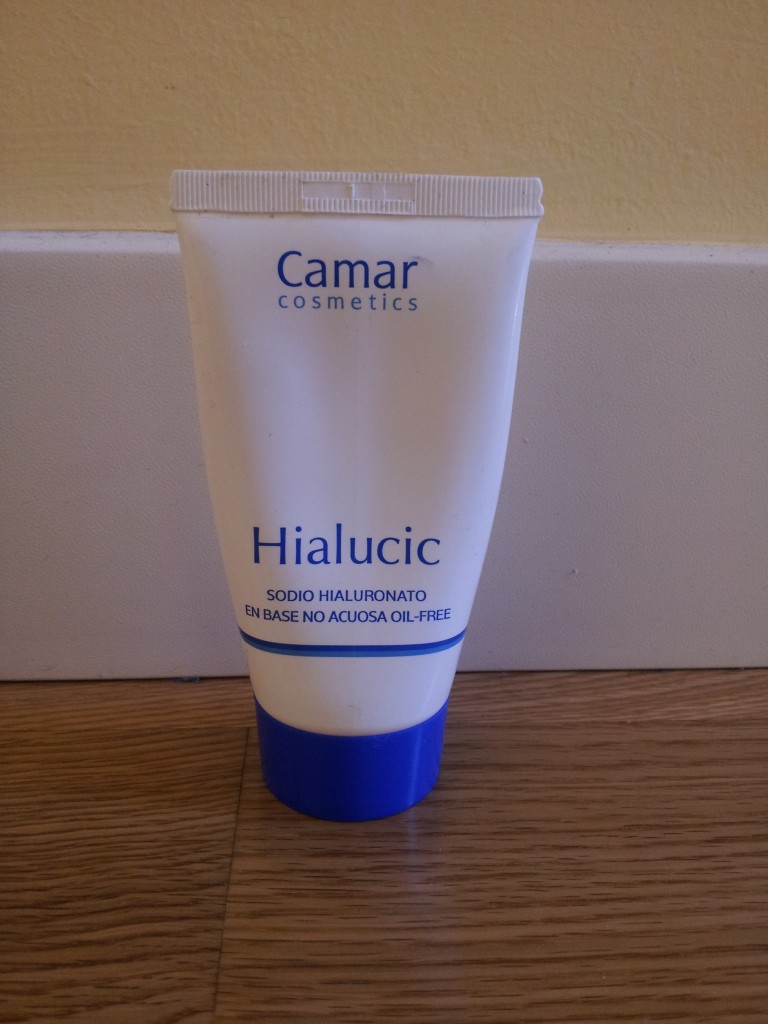 Camar
cosmetics
Hialucic
SODIO HIALURONATO
EN BASE NO ACUOSA OIL-FREE